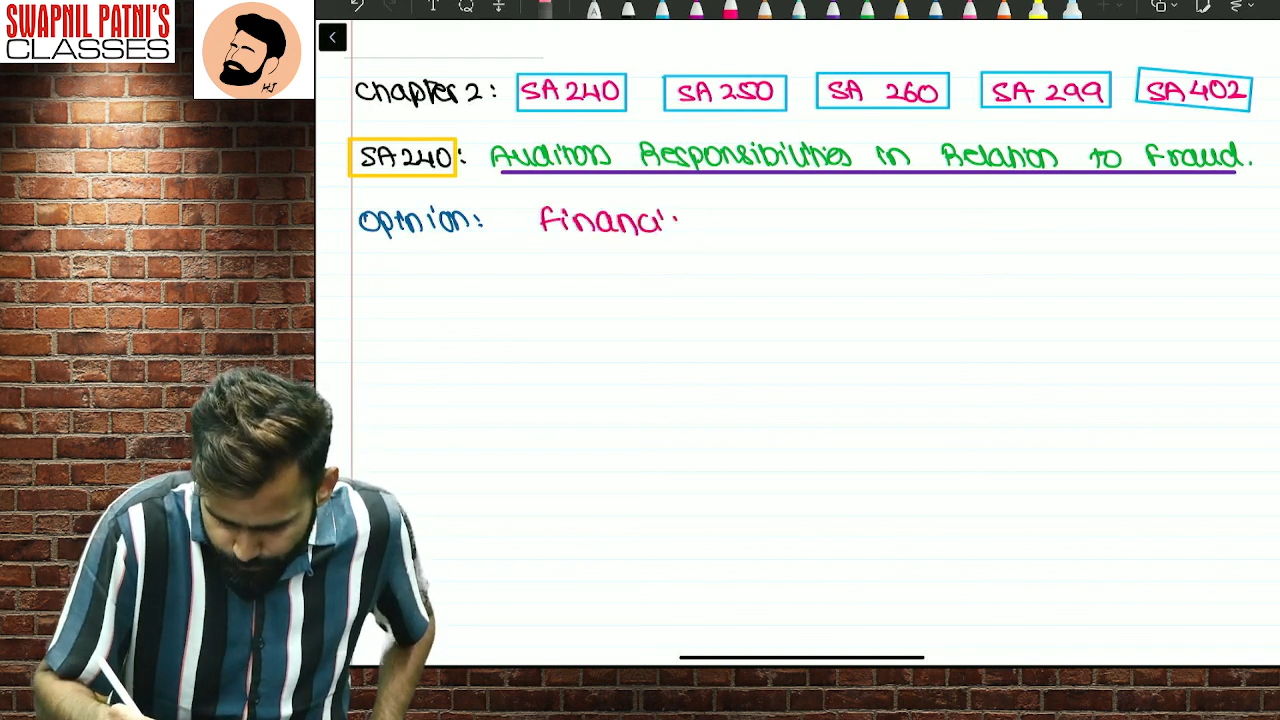 SWAPNIL PATNI'S
CLASSES
Chapter 2: SA 240 SA 250 SA 260 SA 299 SA 402
SA 240: Auditors Responsibilities in Relation to Fraud.
Opinion: Financi